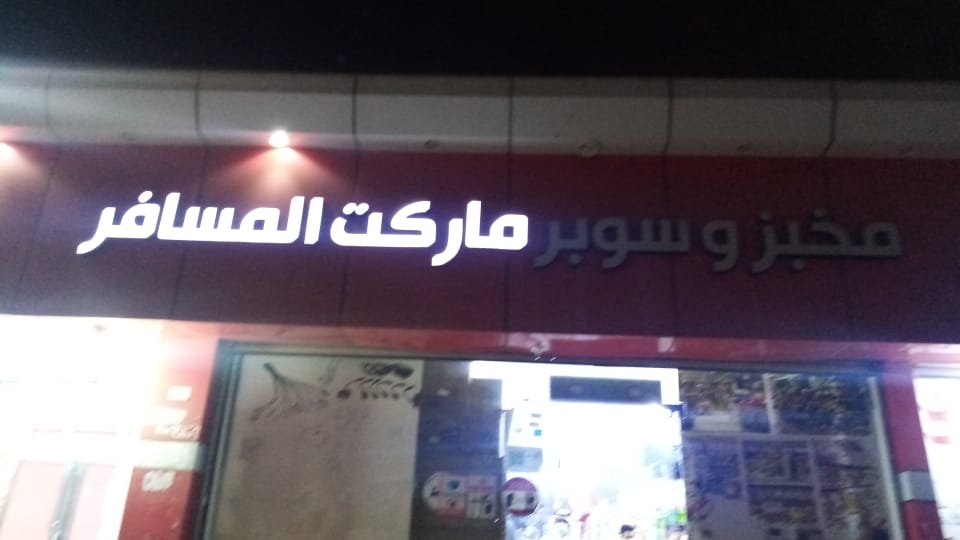 مخبز و سوبر ماركت المسافر